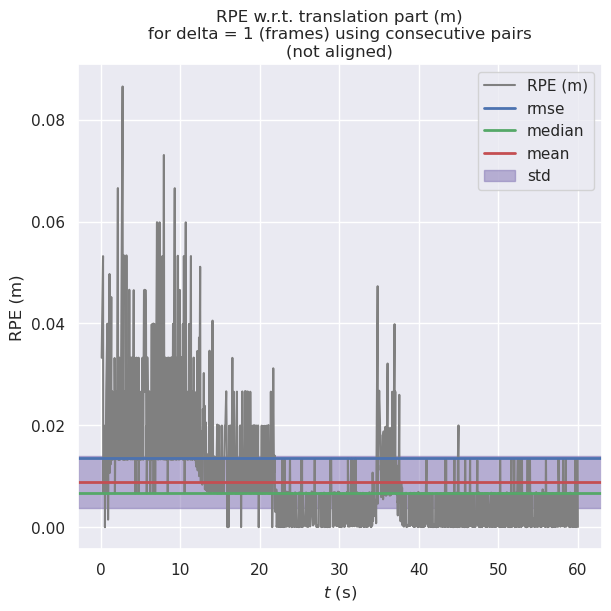 RPE w.r.t. translation part (m)
for delta = 1 (frames) using consecutive pairs
(not aligned)
RPE (m)
rmse
median
mean
std
0.08
0.06
0.04
0.02
0.00
RPE (m)
0
10
20
30
40
50
60
t (s)